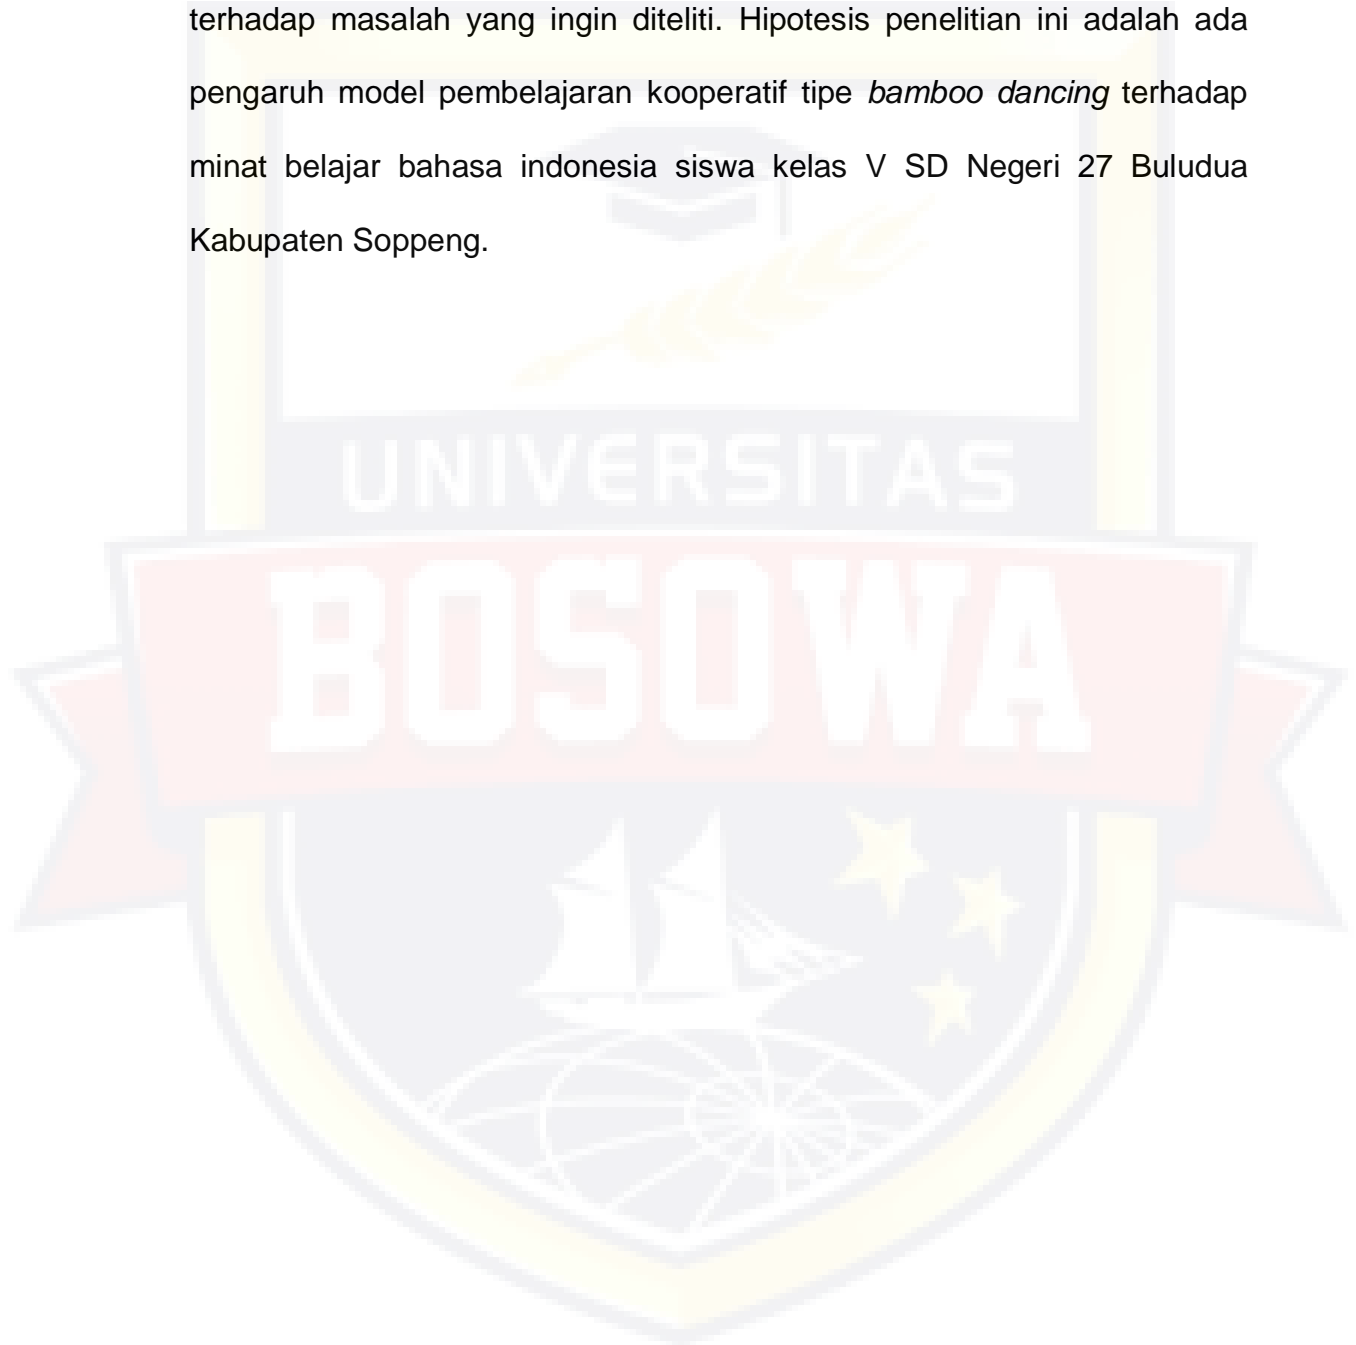 terhadap masalah yang ingin diteliti. Hipotesis penelitian ini adalah ada
pengaruh model pembelajaran kooperatif tipe bamboo dancing terhadap
minat belajar bahasa indonesia siswa kelas V SD Negeri 27 Buludua
Kabupaten Soppeng.
UNIVERSITAS
BOSOWA